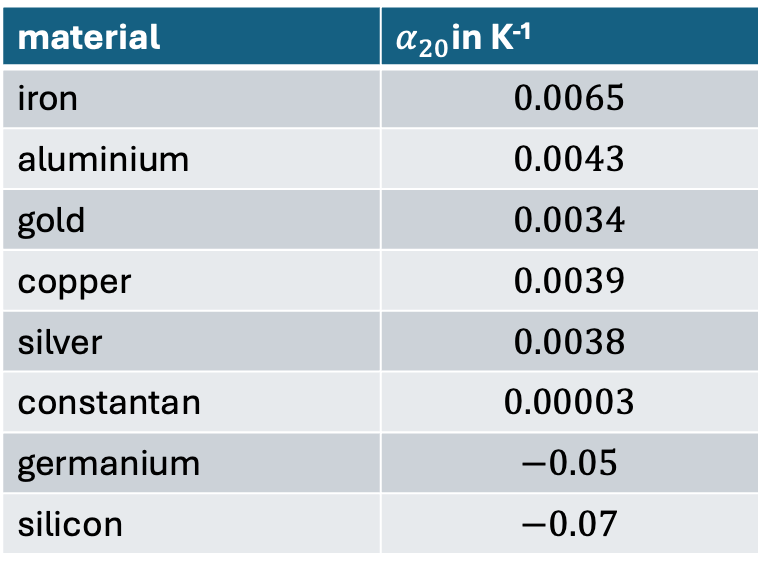 material α₂₀ in K⁻¹
iron 0.0065
aluminium 0.0043
gold 0.0034
copper 0.0039
silver 0.0038
constantan 0.00003
germanium −0.05
silicon −0.07